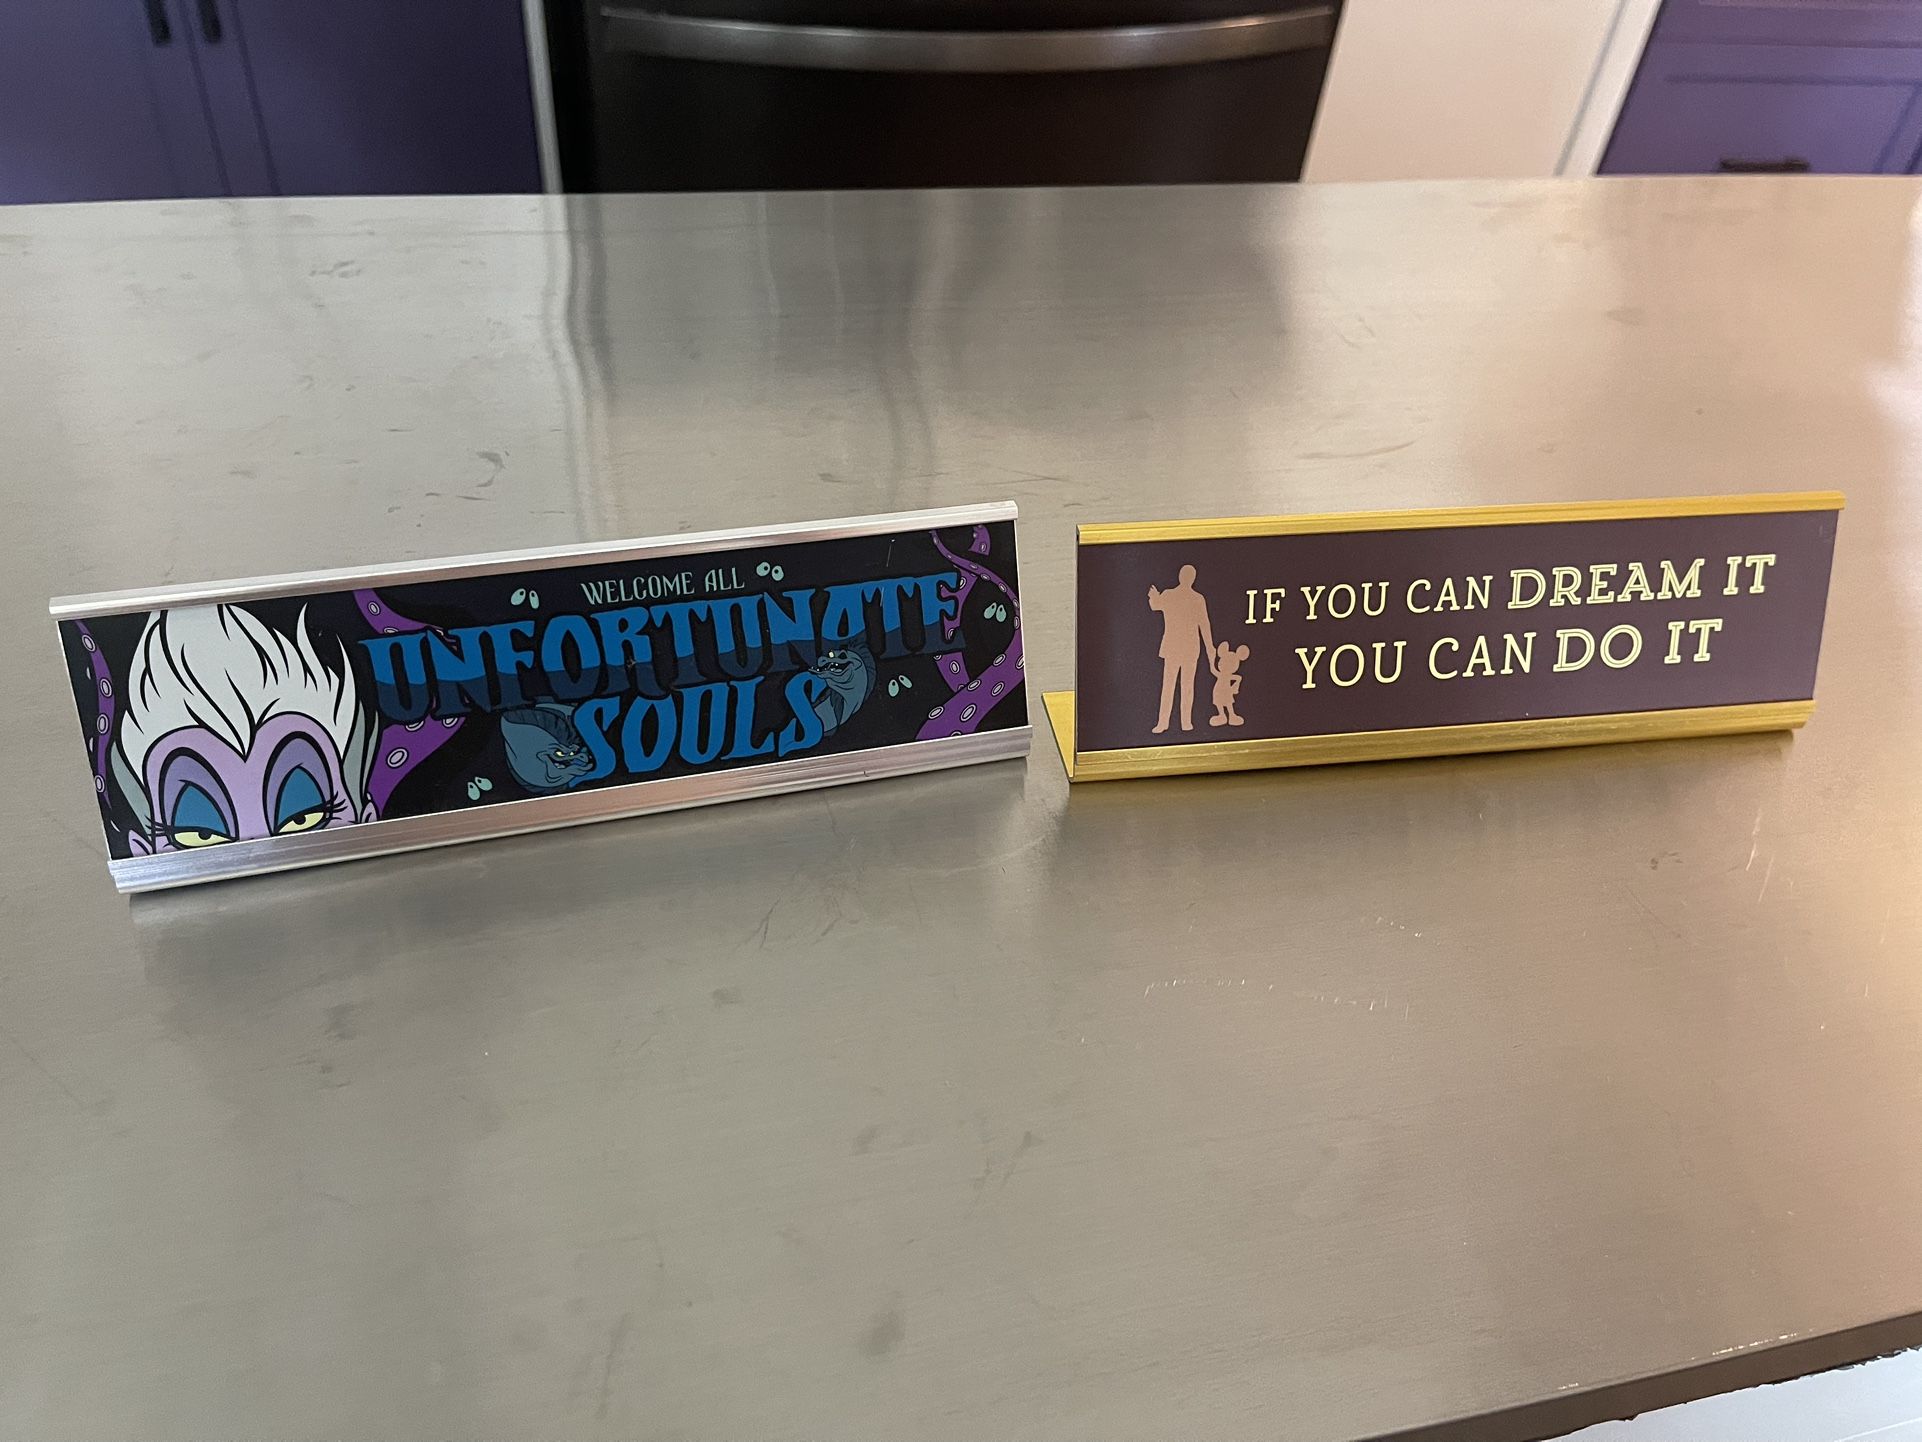 WELCOME ALL
UNFORTUNATE
SOULS
IF YOU CAN DREAM IT
YOU CAN DO IT